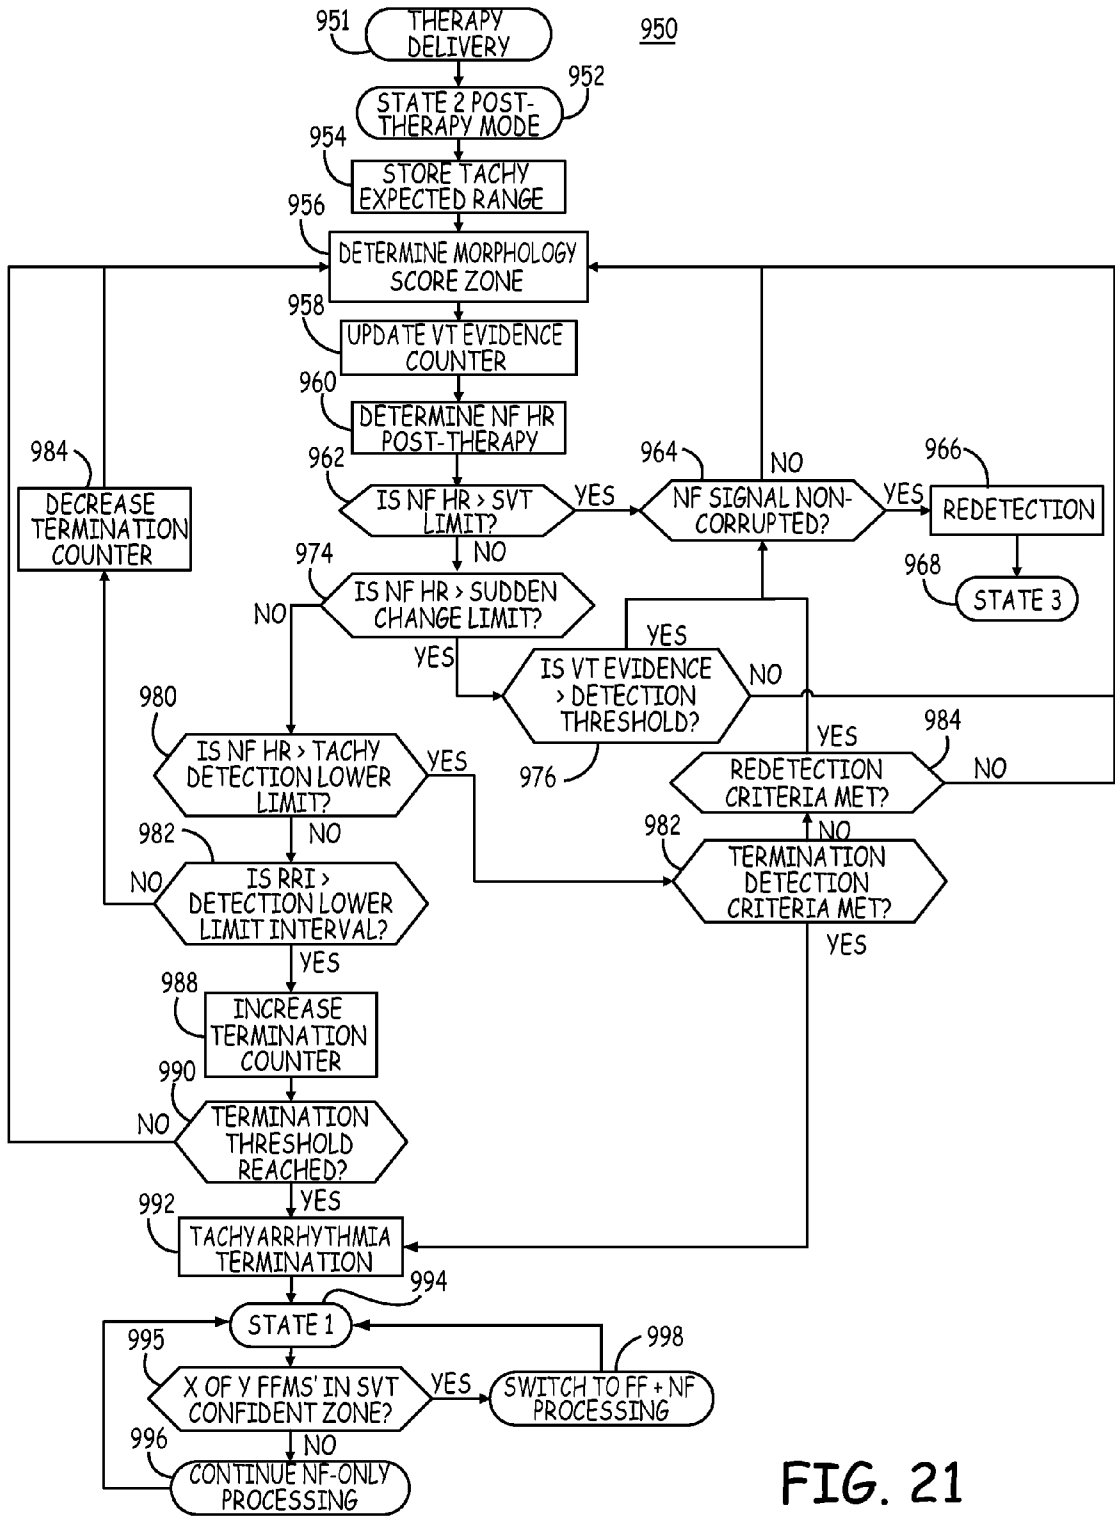 951
THERAPY
DELIVERY
950
952
STATE 2 POST-
THERAPY MODE
954
STORE TACHY
EXPECTED RANGE
956
DETERMINE MORPHOLOGY
SCORE ZONE
958
UPDATE VT EVIDENCE
COUNTER
960
DETERMINE NF HR
POST-THERAPY
962
IS NF HR > SVT
LIMIT?
YES
NO
964
NF SIGNAL NON-
CORRUPTED?
NO
YES
966
REDETECTION
968
STATE 3
984
DECREASE
TERMINATION
COUNTER
974
IS NF HR > SUDDEN
CHANGE LIMIT?
NO
YES
IS VT EVIDENCE
> DETECTION
THRESHOLD?
YES
NO
976
980
IS NF HR > TACHY
DETECTION LOWER
LIMIT?
YES
NO
984
REDETECTION
CRITERIA MET?
YES
NO
982
IS RRI >
DETECTION LOWER
LIMIT INTERVAL?
NO
YES
982
TERMINATION
DETECTION
CRITERIA MET?
NO
YES
988
INCREASE
TERMINATION
COUNTER
990
TERMINATION
THRESHOLD
REACHED?
NO
YES
992
TACHYARRHYTHMIA
TERMINATION
994
STATE 1
995
X OF Y FFMS' IN SVT
CONFIDENT ZONE?
YES
NO
998
SWITCH TO FF + NF
PROCESSING
996
CONTINUE NF-ONLY
PROCESSING
FIG. 21